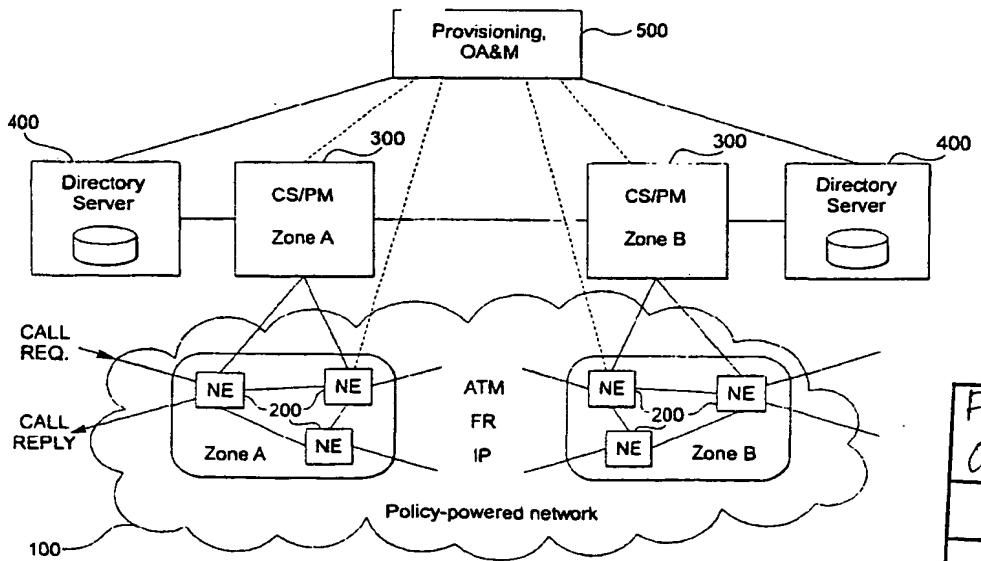 Provisioning,
OA&M
500
400
300
300
400
Directory
Server
CS/PM
Zone A
CS/PM
Zone B
Directory
Server
CALL
REQ.
CALL
REPLY
NE
NE
200
NE
Zone A
ATM
FR
IP
NE
NE
200
NE
Zone B
Policy-powered network
100